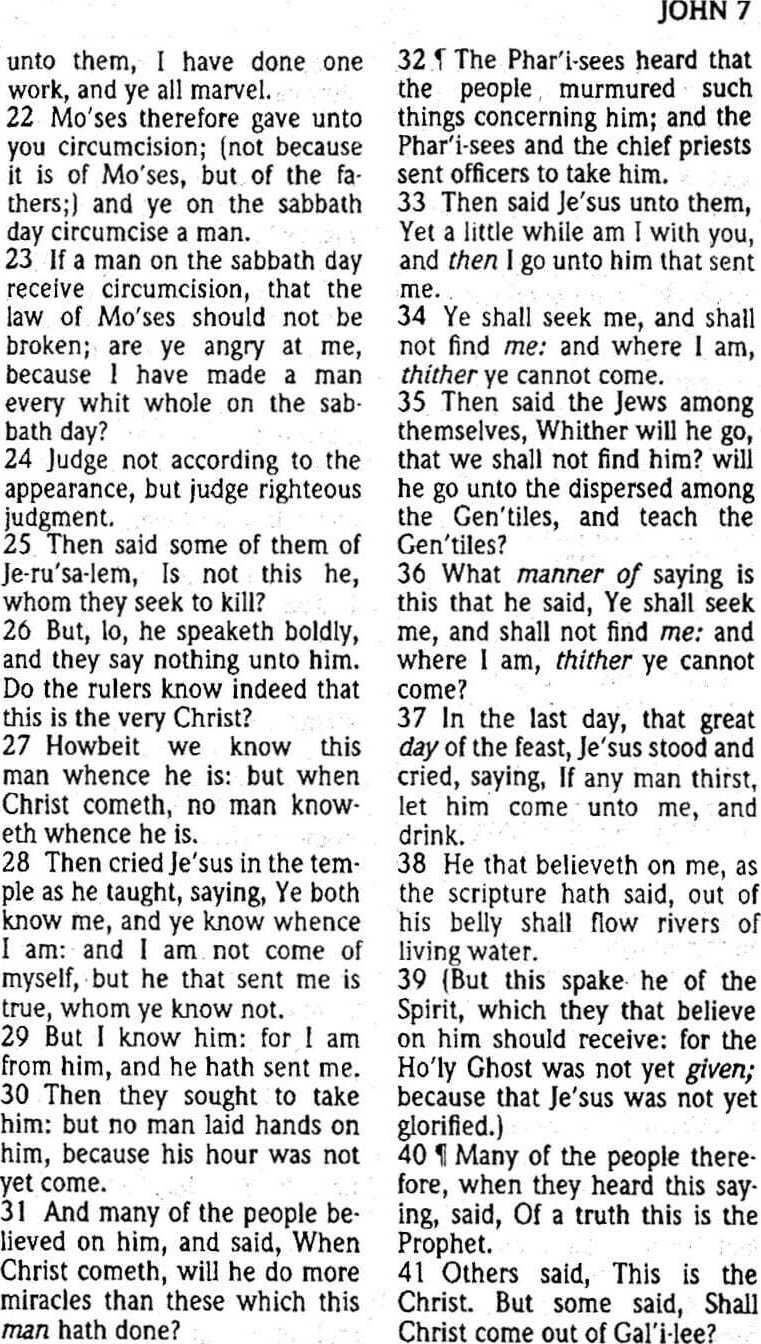 JOHN 7
unto them, I have done one
work, and ye all marvel.
22 Mo'ses therefore gave unto
you circumcision; (not because
it is of Mo'ses, but of the fa-
thers;) and ye on the sabbath
day circumcise a man.
23 If a man on the sabbath day
receive circumcision, that the
law of Mo'ses should not be
broken; are ye angry at me,
because I have made a man
every whit whole on the sab-
bath day?
24 Judge not according to the
appearance, but judge righteous
judgment.
25 Then said some of them of
Je-ru'sa-lem, Is not this he,
whom they seek to kill?
26 But, lo, he speaketh boldly,
and they say nothing unto him.
Do the rulers know indeed that
this is the very Christ?
27 Howbeit we know this
man whence he is: but when
Christ cometh, no man know-
eth whence he is.
28 Then cried Je'sus in the tem-
ple as he taught, saying, Ye both
know me, and ye know whence
I am: and I am not come of
myself, but he that sent me is
true, whom ye know not.
29 But I know him: for I am
from him, and he hath sent me.
30 Then they sought to take
him: but no man laid hands on
him, because his hour was not
yet come.
31 And many of the people be-
lieved on him, and said, When
Christ cometh, will he do more
miracles than these which this
man hath done?
32 ¶ The Phar'i-sees heard that
the people murmured such
things concerning him; and the
Phar'i-sees and the chief priests
sent officers to take him.
33 Then said Je'sus unto them,
Yet a little while am I with you,
and then I go unto him that sent
me.
34 Ye shall seek me, and shall
not find me: and where I am,
thither ye cannot come.
35 Then said the Jews among
themselves, Whither will he go,
that we shall not find him? will
he go unto the dispersed among
the Gen'tiles, and teach the
Gen'tiles?
36 What manner of saying is
this that he said, Ye shall seek
me, and shall not find me: and
where I am, thither ye cannot
come?
37 In the last day, that great
day of the feast, Je'sus stood and
cried, saying, If any man thirst,
let him come unto me, and
drink.
38 He that believeth on me, as
the scripture hath said, out of
his belly shall flow rivers of
living water.
39 (But this spake he of the
Spirit, which they that believe
on him should receive: for the
Ho'ly Ghost was not yet given;
because that Je'sus was not yet
glorified.)
40 ¶ Many of the people there-
fore, when they heard this say-
ing, said, Of a truth this is the
Prophet.
41 Others said, This is the
Christ. But some said, Shall
Christ come out of Gal'i-lee?